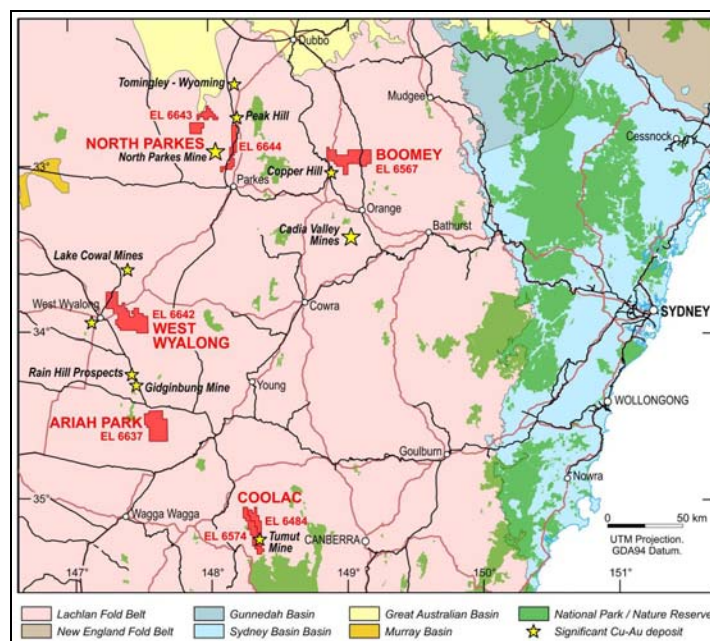 Dubbo
Tomingley - Wyoming
Mudgee
EL 6643
Peak Hill
Cessnock
NORTH PARKES
BOOMEY
North Parkes Mine
EL 6644
EL 6567
33
Copper Hill
Parkes
Orange
Cadia Valley
Mines
Bathurst
Lake Cowal Mines
West Wyalong
EL 6642
WEST
WYALONG
Cowra
SYDNEY
34
Rain Hill Prospects
Gidginbung Mine
Young
WOLLONGONG
ARIAH PARK
EL 6637
Goulburn
Nowra
COOLAC
35
Wagga Wagga
EL 6484
EL 6574
Tumut
Mine
CANBERRA
0 50 km
UTM Projection.
GDA94 Datum.
147 148 149 150 151
Lachlan Fold Belt
Gunnedah Basin
Great Australian Basin
National Park / Nature Reserve
New England Fold Belt
Sydney Basin Basin
Murray Basin
Significant Cu-Au deposit